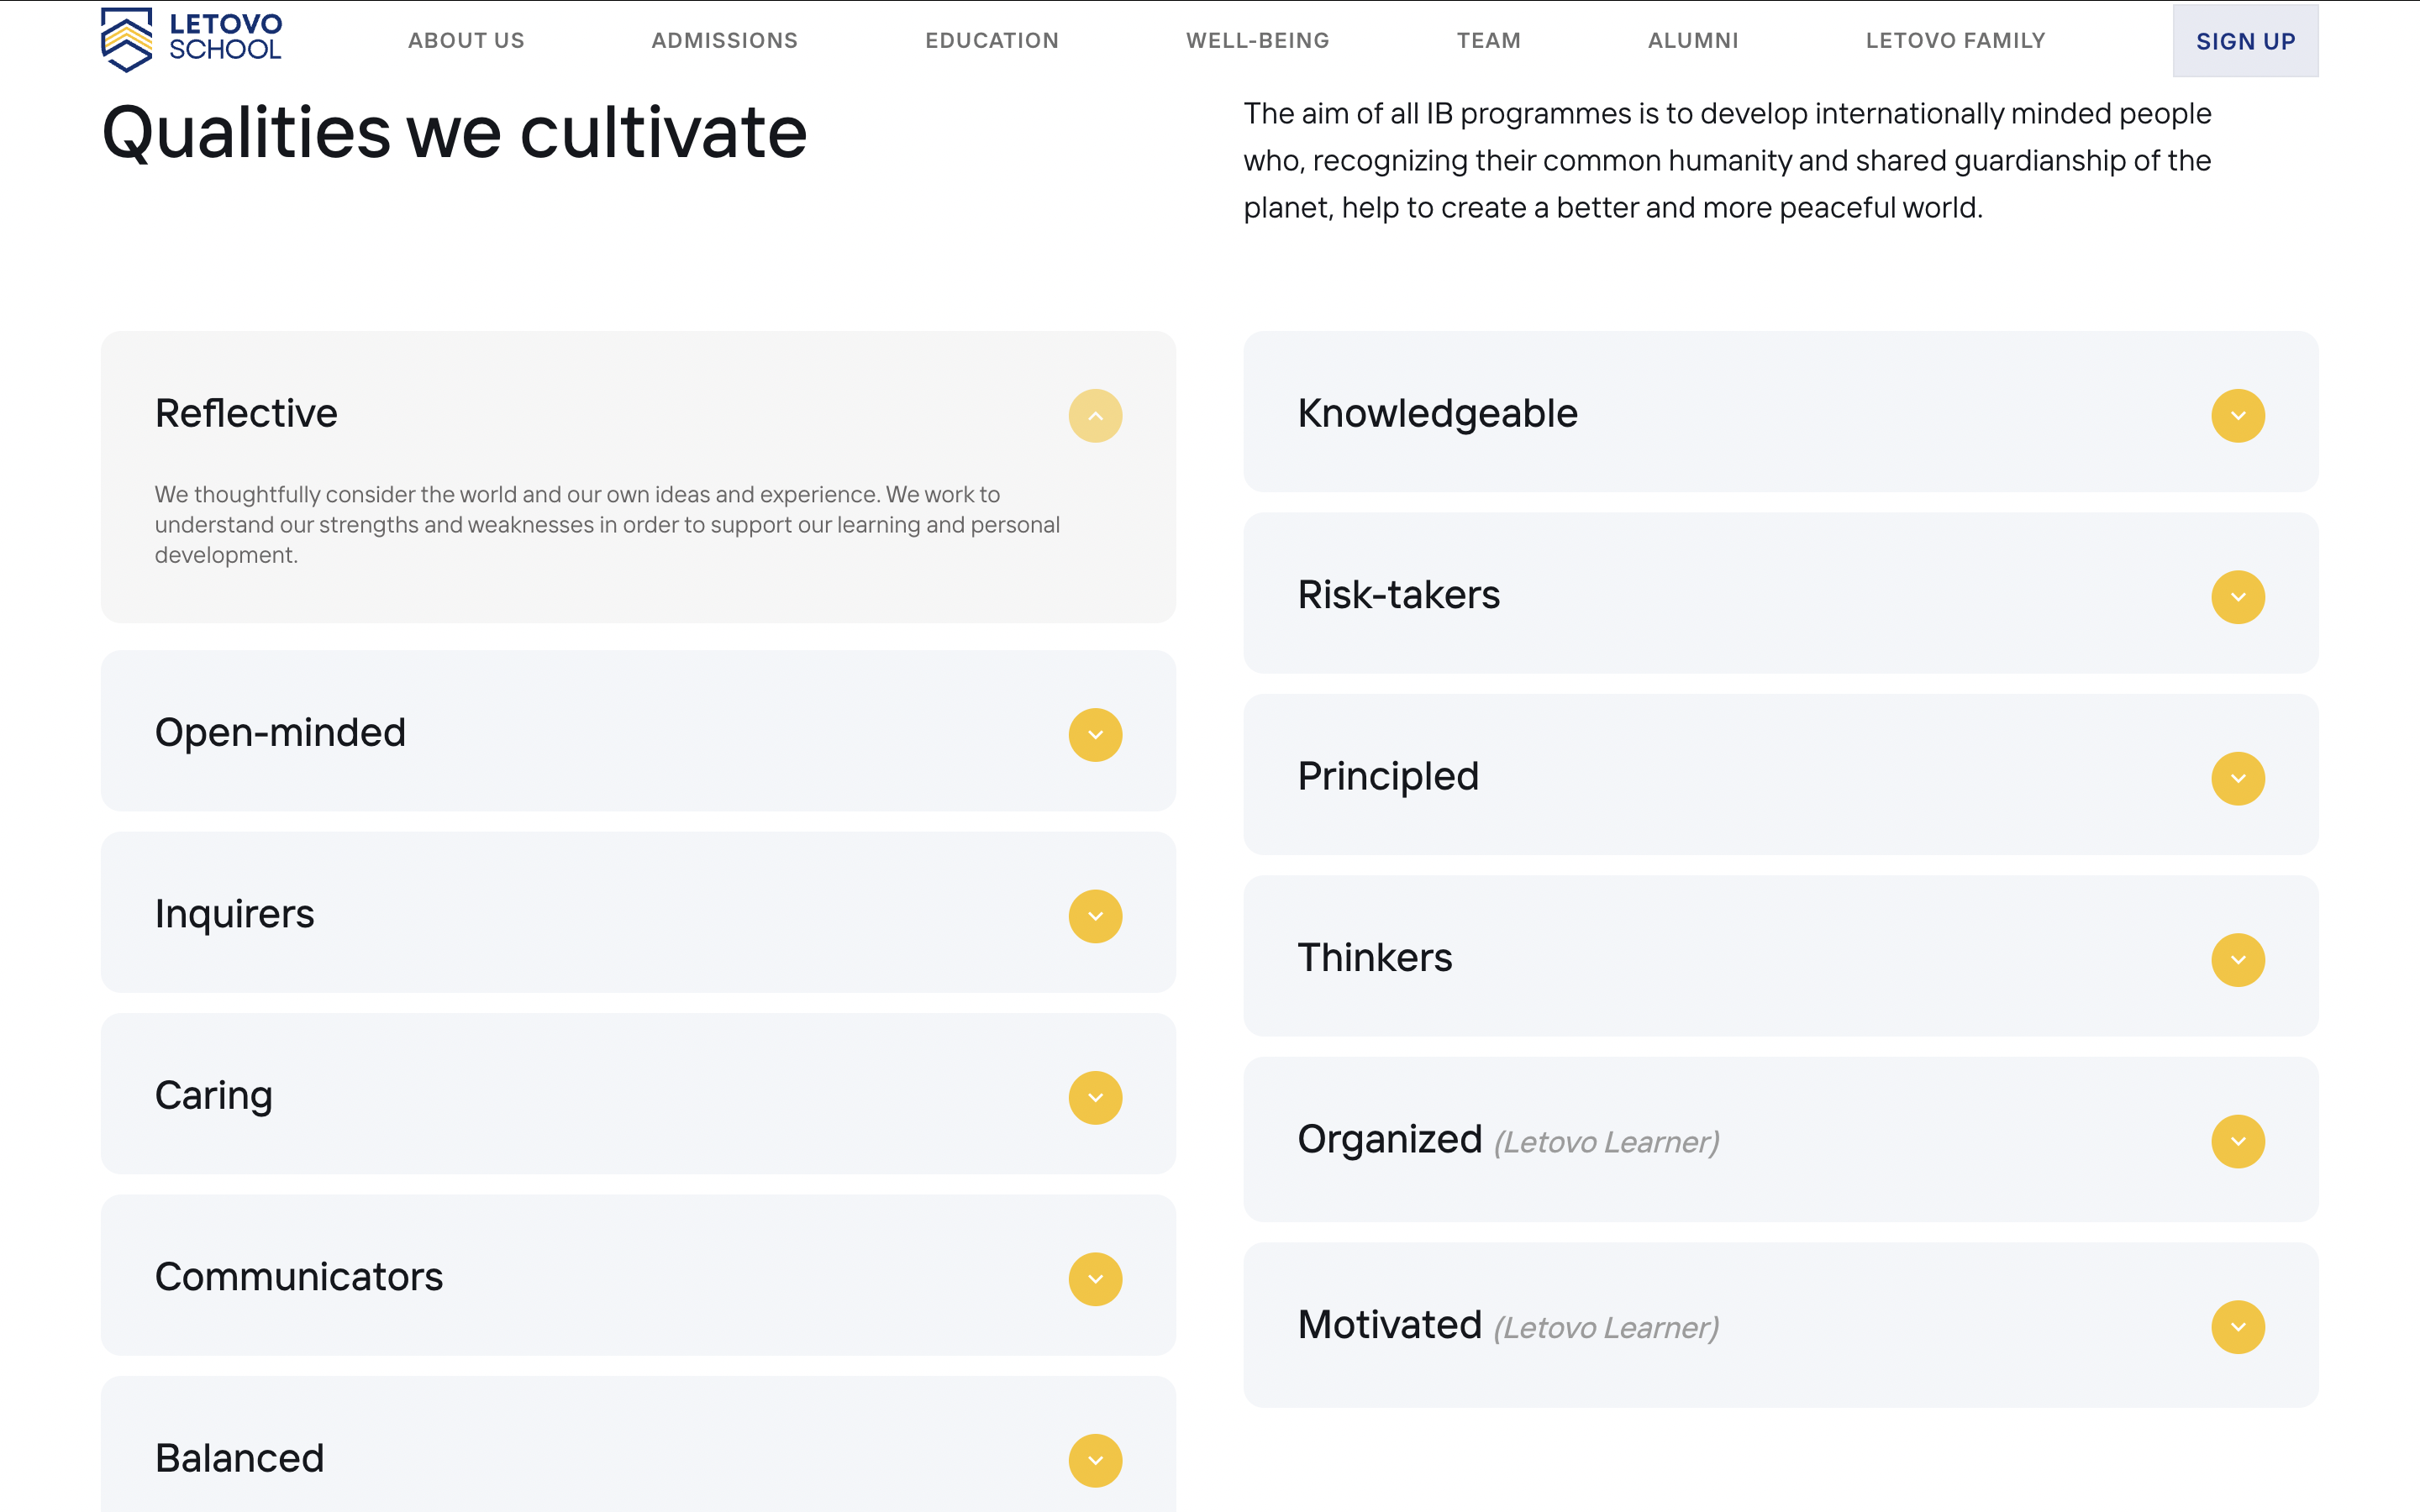 LETOVO
SCHOOL
ABOUT US
ADMISSIONS
EDUCATION
WELL-BEING
TEAM
ALUMNI
LETOVO FAMILY
SIGN UP
Qualities we cultivate
The aim of all IB programmes is to develop internationally minded people
who, recognizing their common humanity and shared guardianship of the
planet, help to create a better and more peaceful world.
Reflective
We thoughtfully consider the world and our own ideas and experience. We work to
understand our strengths and weaknesses in order to support our learning and personal
development.
Open-minded
Inquirers
Caring
Communicators
Balanced
Knowledgeable
Risk-takers
Principled
Thinkers
Organized (Letovo Learner)
Motivated (Letovo Learner)